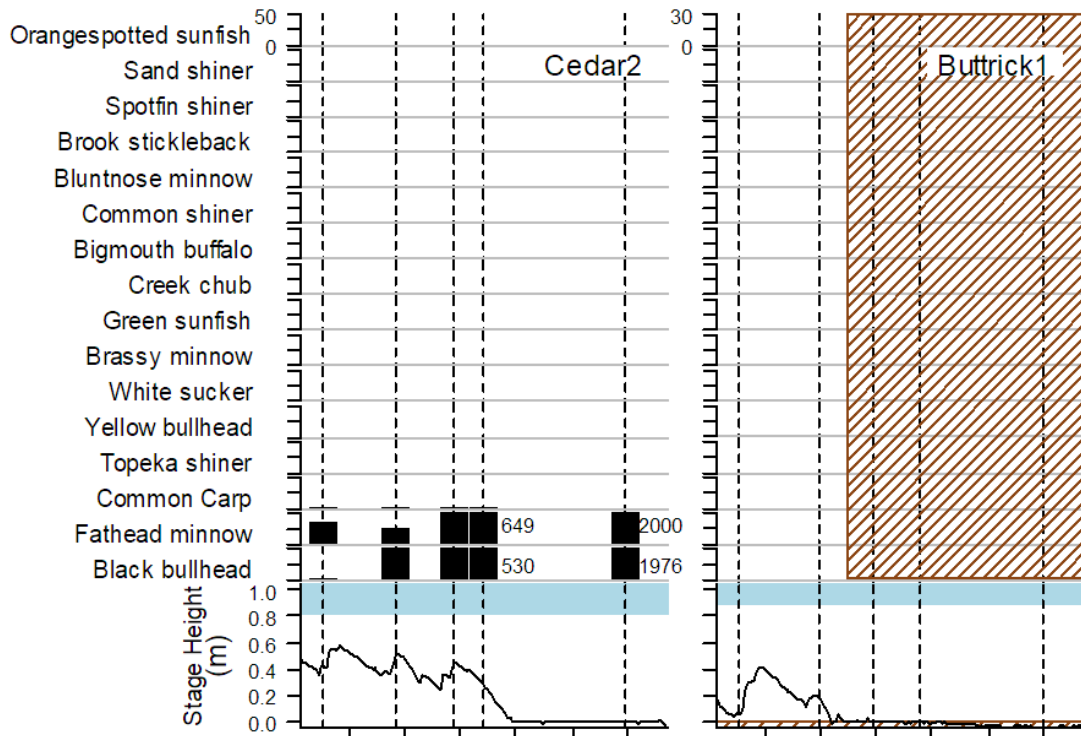 50
0
30
0
Cedar2
Buttrick1
Orangespotted sunfish
Sand shiner
Spotfin shiner
Brook stickleback
Bluntnose minnow
Common shiner
Bigmouth buffalo
Creek chub
Green sunfish
Brassy minnow
White sucker
Yellow bullhead
Topeka shiner
Common Carp
Fathead minnow
649
2000
Black bullhead
530
1976
Stage Height
(m)
1.0
0.8
0.6
0.4
0.2
0.0